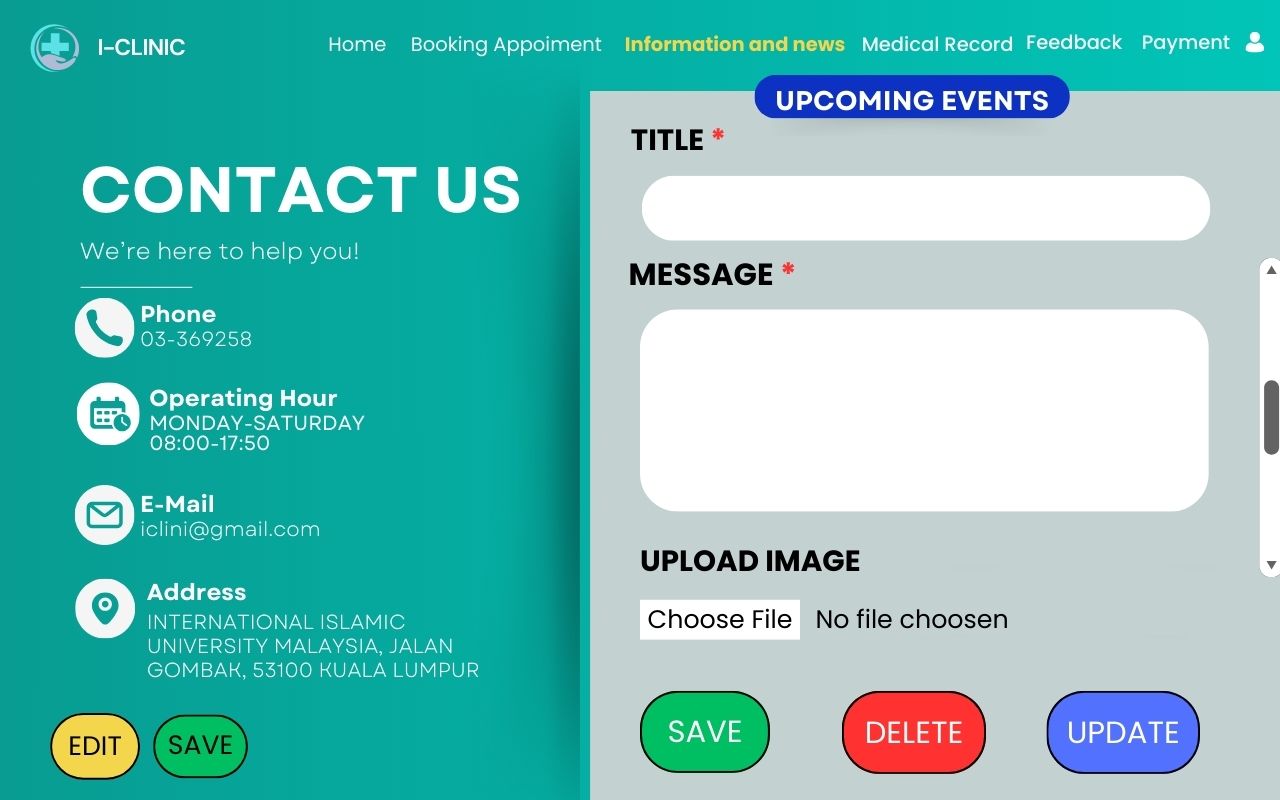 I-CLINIC
Home Booking Appoiment Information and news Medical Record Feedback Payment
CONTACT US
We're here to help you!
Phone
03-369258
Operating Hour
MONDAY-SATURDAY
08:00-17:50
E-Mail
iclini@gmail.com
Address
INTERNATIONAL ISLAMIC
UNIVERSITY MALAYSIA, JALAN
GOMBAK, 53100 KUALA LUMPUR
EDIT SAVE
UPCOMING EVENTS
TITLE *
MESSAGE *
UPLOAD IMAGE
Choose File No file choosen
SAVE DELETE UPDATE